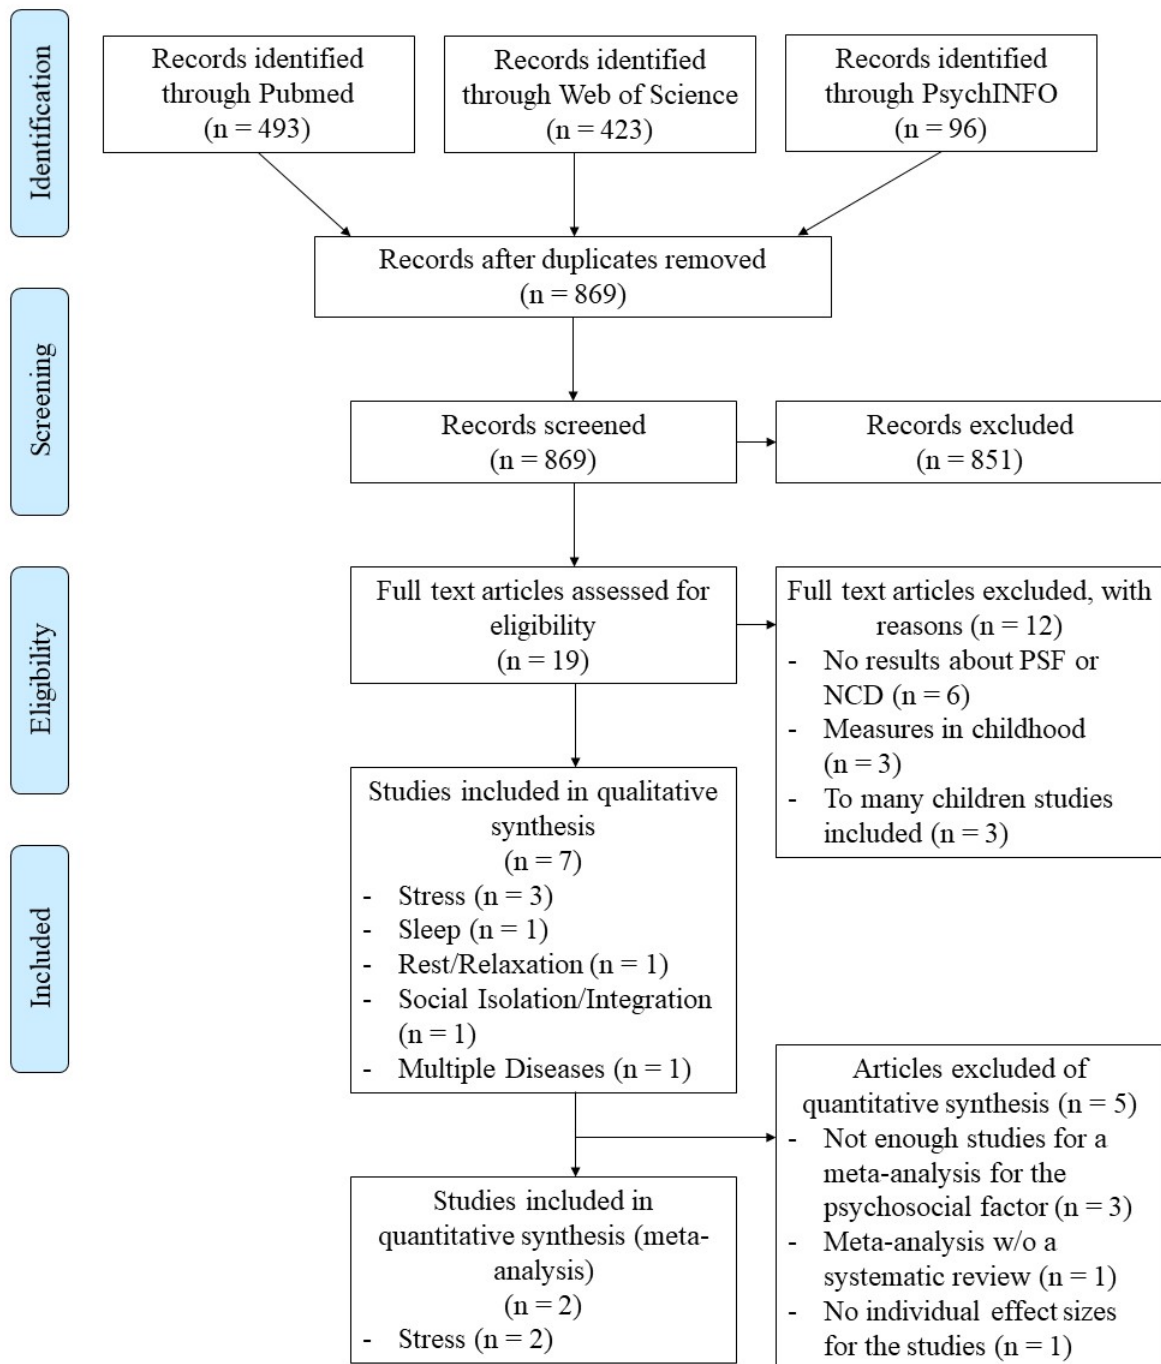 Identification
Records identified
through Pubmed
(n = 493)
Records identified
through Web of Science
(n = 423)
Records identified
through PsychINFO
(n = 96)
Records after duplicates removed
(n = 869)
Screening
Records screened
(n = 869)
Records excluded
(n = 851)
Eligibility
Full text articles assessed for
eligibility
(n = 19)
Full text articles excluded, with
reasons (n = 12)
- No results about PSF or
NCD (n = 6)
- Measures in childhood
(n = 3)
- To many children studies
included (n = 3)
Included
Studies included in qualitative
synthesis
(n = 7)
- Stress (n = 3)
- Sleep (n = 1)
- Rest/Relaxation (n = 1)
- Social Isolation/Integration
(n = 1)
- Multiple Diseases (n = 1)
Articles excluded of
quantitative synthesis (n = 5)
- Not enough studies for a
meta-analysis for the
psychosocial factor (n = 3)
- Meta-analysis w/o a
systematic review (n = 1)
- No individual effect sizes
for the studies (n = 1)
Studies included in
quantitative synthesis (meta-
analysis)
(n = 2)
- Stress (n = 2)